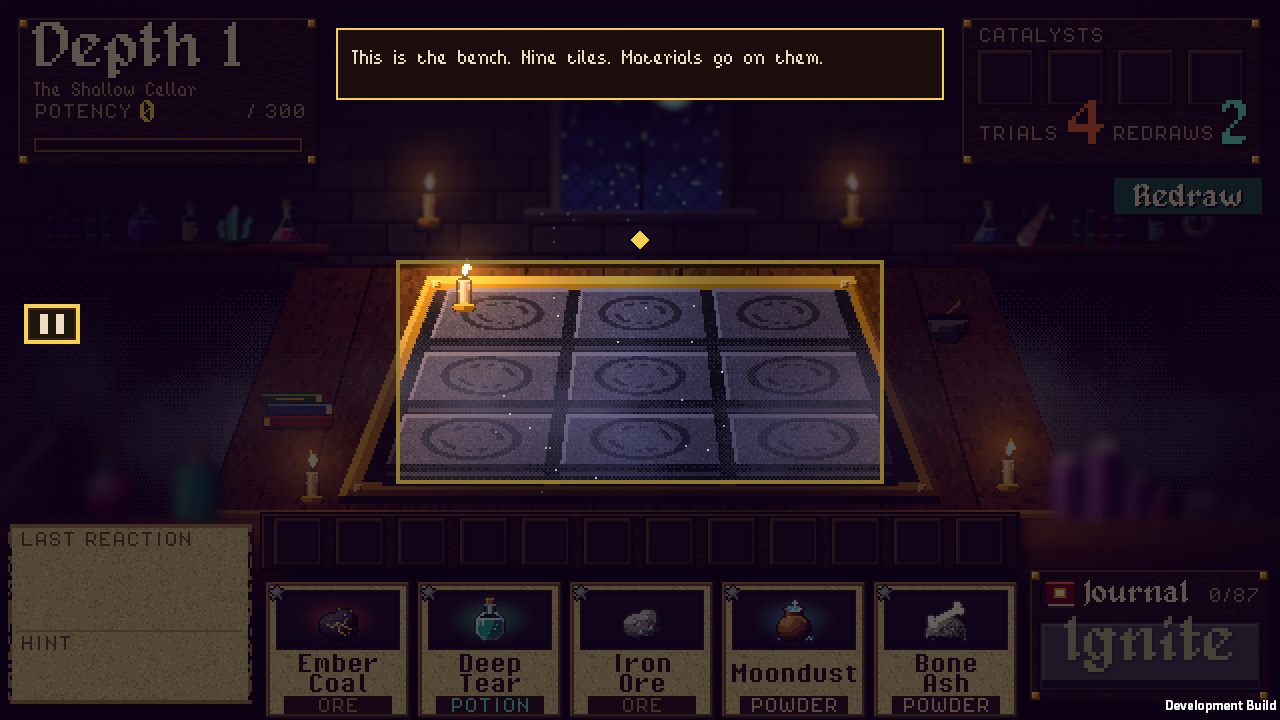 Depth 1
The Shallow Cellar
POTENCY 0 / 300
This is the bench. Nine tiles. Materials go on them.
CATALYSTS
TRIALS 4 REDRAWS 2
Redraw
LAST REACTION
HINT
Ember Coal
ORE
Deep Tear
POTION
Iron Ore
ORE
Moondust
POWDER
Bone Ash
POWDER
Journal 0/87
Ignite
Development Build